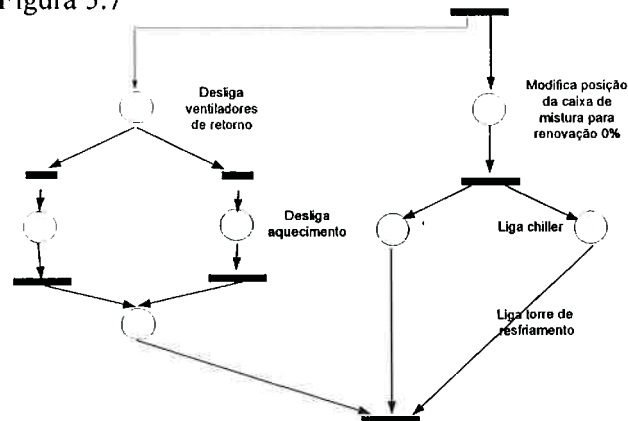 Figura 5.7
Desliga
ventiladores
de retorno
Modifica posição
da caixa de
mistura para
renovação 0%
Desliga
aquecimento
Liga chiller
Liga torre de
resfriamento